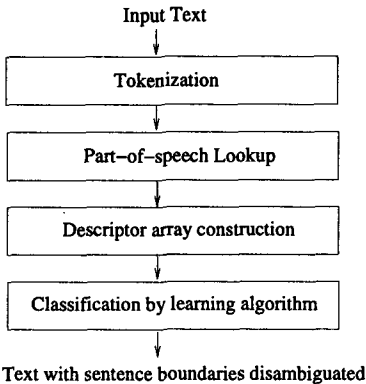 Input Text
Tokenization
Part-of-speech Lookup
Descriptor array construction
Classification by learning algorithm
Text with sentence boundaries disambiguated